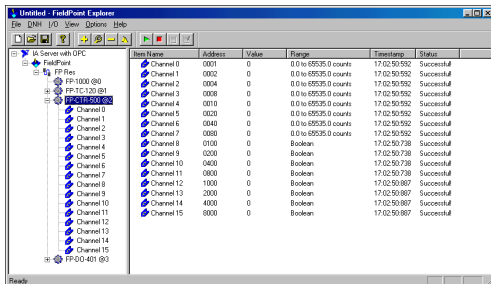 Untitled - FieldPoint Explorer
File DNH I/O View Options Help
IA Server with OPC
FieldPoint
FP Res
FP-1000 @0
FP-TC-120 @1
FP-CTR-500 @2
Channel 0
Channel 1
Channel 2
Channel 3
Channel 4
Channel 5
Channel 6
Channel 7
Channel 8
Channel 9
Channel 10
Channel 11
Channel 12
Channel 13
Channel 14
Channel 15
FP-DO-401 @3
Item Name Address Value Range Timestamp Status
Channel 0 0001 0 0.0 to 65535.0 counts 17:02:50:592 Successful!
Channel 1 0002 0 0.0 to 65535.0 counts 17:02:50:592 Successful!
Channel 2 0004 0 0.0 to 65535.0 counts 17:02:50:592 Successful!
Channel 3 0008 0 0.0 to 65535.0 counts 17:02:50:592 Successful!
Channel 4 0010 0 0.0 to 65535.0 counts 17:02:50:592 Successful!
Channel 5 0020 0 0.0 to 65535.0 counts 17:02:50:592 Successful!
Channel 6 0040 0 0.0 to 65535.0 counts 17:02:50:592 Successful!
Channel 7 0080 0 0.0 to 65535.0 counts 17:02:50:592 Successful!
Channel 8 0100 0 Boolean 17:02:50:738 Successful!
Channel 9 0200 0 Boolean 17:02:50:738 Successful!
Channel 10 0400 0 Boolean 17:02:50:738 Successful!
Channel 11 0800 0 Boolean 17:02:50:738 Successful!
Channel 12 1000 0 Boolean 17:02:50:887 Successful!
Channel 13 2000 0 Boolean 17:02:50:887 Successful!
Channel 14 4000 0 Boolean 17:02:50:887 Successful!
Channel 15 8000 0 Boolean 17:02:50:887 Successful!
Ready